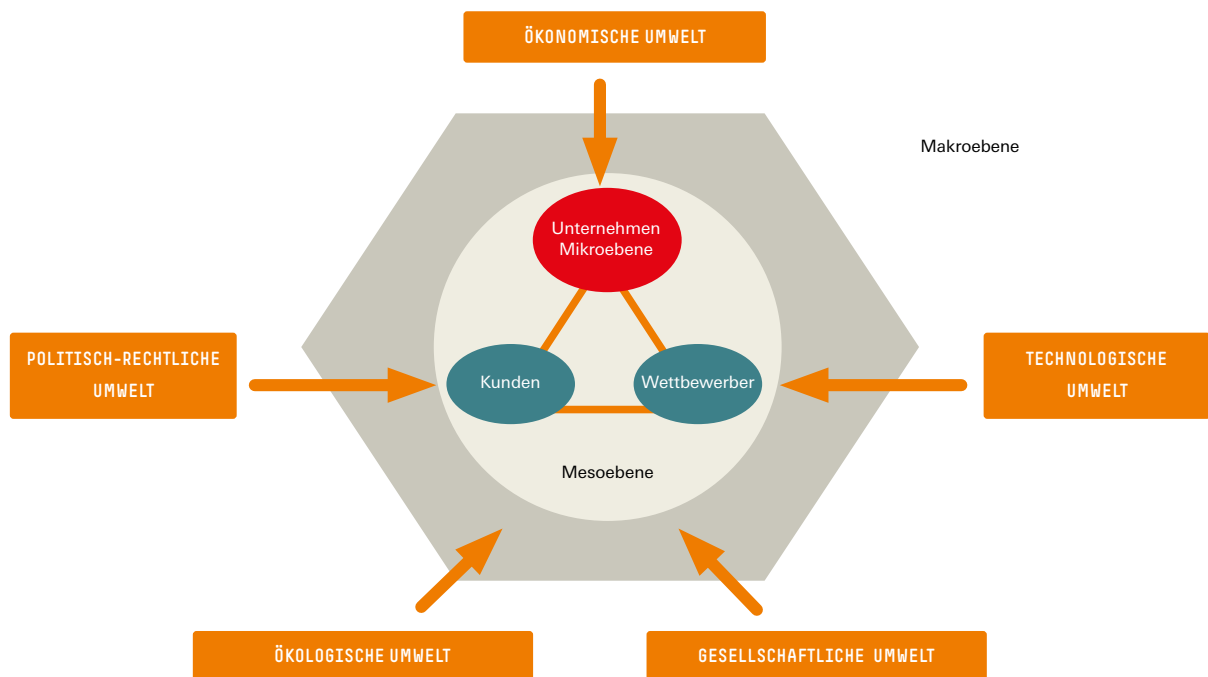 ÖKONOMISCHE UMWELT
Makroebene
Unternehmen
Mikroebene
POLITISCH-RECHTLICHE
UMWELT
Kunden
Wettbewerber
TECHNOLOGISCHE
UMWELT
Mesoebene
ÖKOLOGISCHE UMWELT
GESELLSCHAFTLICHE UMWELT